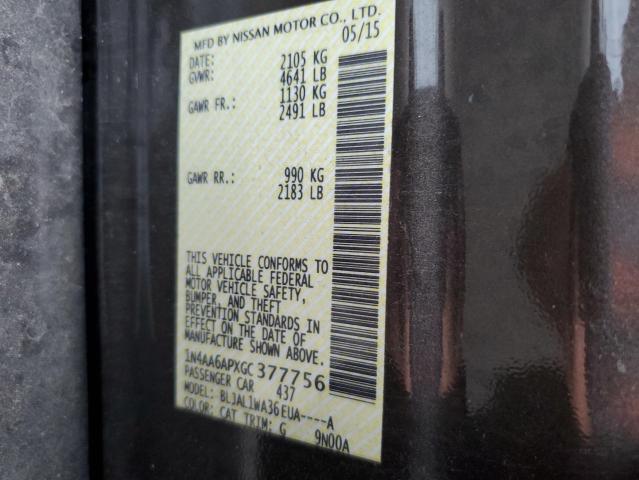 MFD BY NISSAN MOTOR CO., LTD.
DATE: 05/15
GVWR: 2105 KG
4641 LB
GAWR FR.: 1130 KG
2491 LB
GAWR RR.: 990 KG
2183 LB
THIS VEHICLE CONFORMS TO
ALL APPLICABLE FEDERAL
MOTOR VEHICLE SAFETY,
BUMPER, AND THEFT
PREVENTION STANDARDS IN
EFFECT ON THE DATE OF
MANUFACTURE SHOWN ABOVE.
1N4AA6APXGC377756
PASSENGER CAR 437
MODEL: BLJAL1WA36EUA----A
COLOR: CAT TRIM: G 9N00A